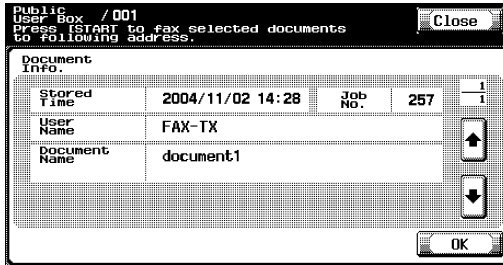 Public
User Box / 001
Press [START to fax selected documents
to following address.
Close
Document
Info.
Stored
Time
2004/11/02 14:28
Job
No.
257
1
1
User
Name
FAX-TX
Document
Name
document1
OK